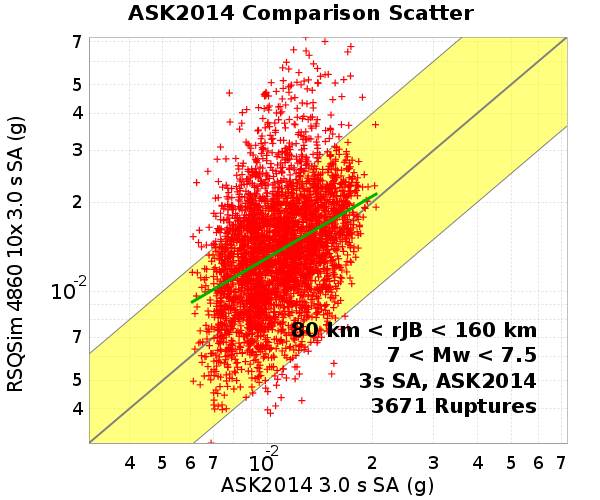 ASK2014 Comparison Scatter
RSQSim 4860 10x 3.0 s SA (g)
7
5
4
3
2
10-2
7
5
4
80 km < rJB < 160 km
7 < Mw < 7.5
3s SA, ASK2014
3671 Ruptures
4 5 6 7 10-2 2 3 4 5 6 7
ASK2014 3.0 s SA (g)